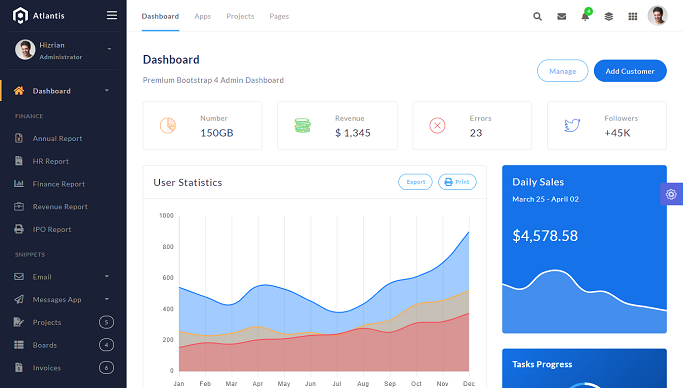 Atlantis
Hizrian
Administrator
Dashboard
FINANCE
Annual Report
HR Report
Finance Report
Revenue Report
IPO Report
SNIPPETS
Email
Messages App
Projects 5
Boards 4
Invoices 6
Dashboard Apps Projects Pages
4
Dashboard
Premium Bootstrap 4 Admin Dashboard
Manage
Add Customer
Number
150GB
Revenue
$ 1,345
Errors
23
Followers
+45K
User Statistics
Export
Print
1000
800
600
400
200
0
Jan Feb Mar Apr May Jun Jul Aug Sep Oct Nov Dec
Daily Sales
March 25 - April 02
$4,578.58
Tasks Progress